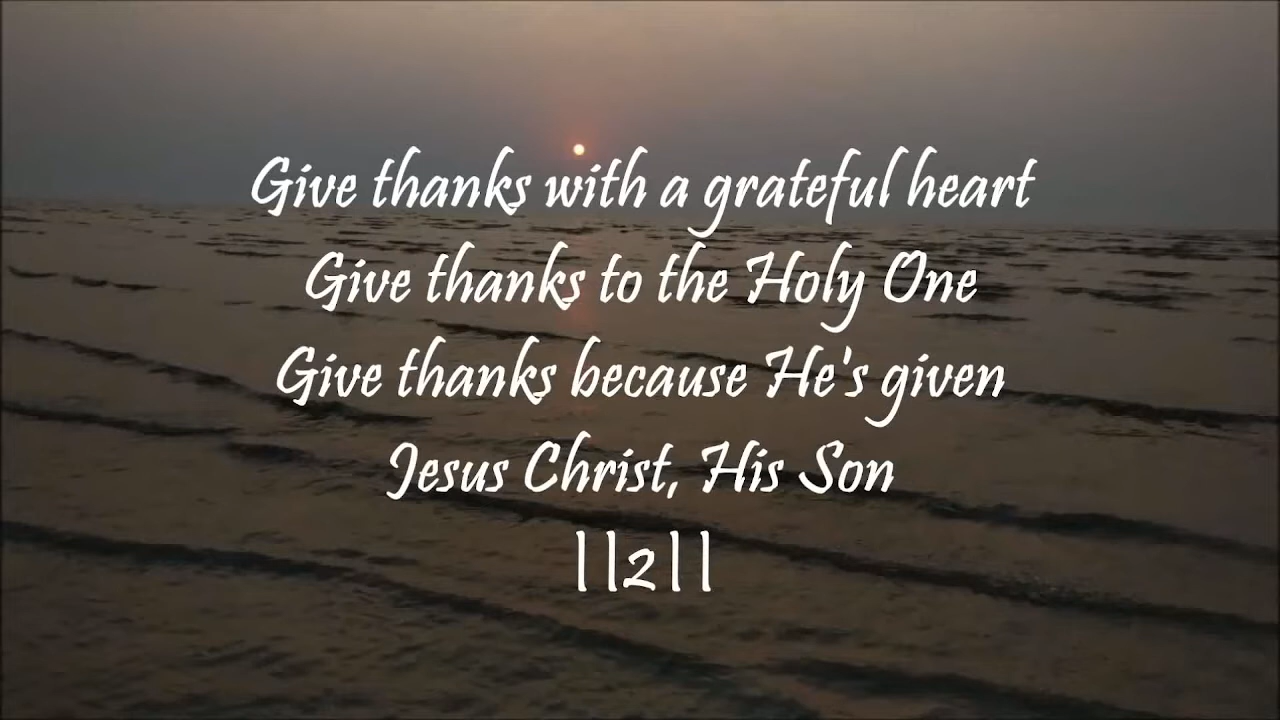 Give thanks with a grateful heart
Give thanks to the Holy One
Give thanks because He's given
Jesus Christ, His Son
||2||